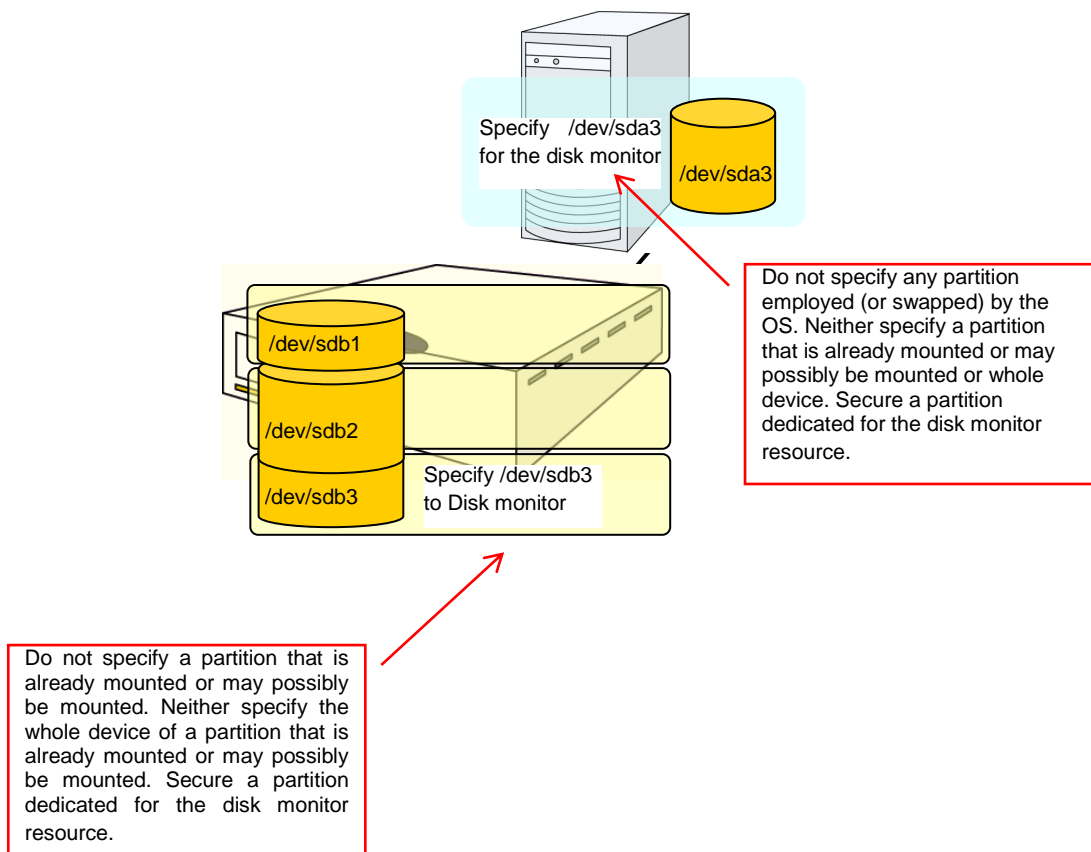 Specify /dev/sda3
for the disk monitor
/dev/sda3
Do not specify any partition
employed (or swapped) by the
OS. Neither specify a partition
that is already mounted or may
possibly be mounted or whole
device. Secure a partition
dedicated for the disk monitor
resource.
/dev/sdb1
/dev/sdb2
/dev/sdb3
Specify /dev/sdb3
to Disk monitor
Do not specify a partition that is
already mounted or may possibly
be mounted. Neither specify the
whole device of a partition that is
already mounted or may possibly
be mounted. Secure a partition
dedicated for the disk monitor
resource.